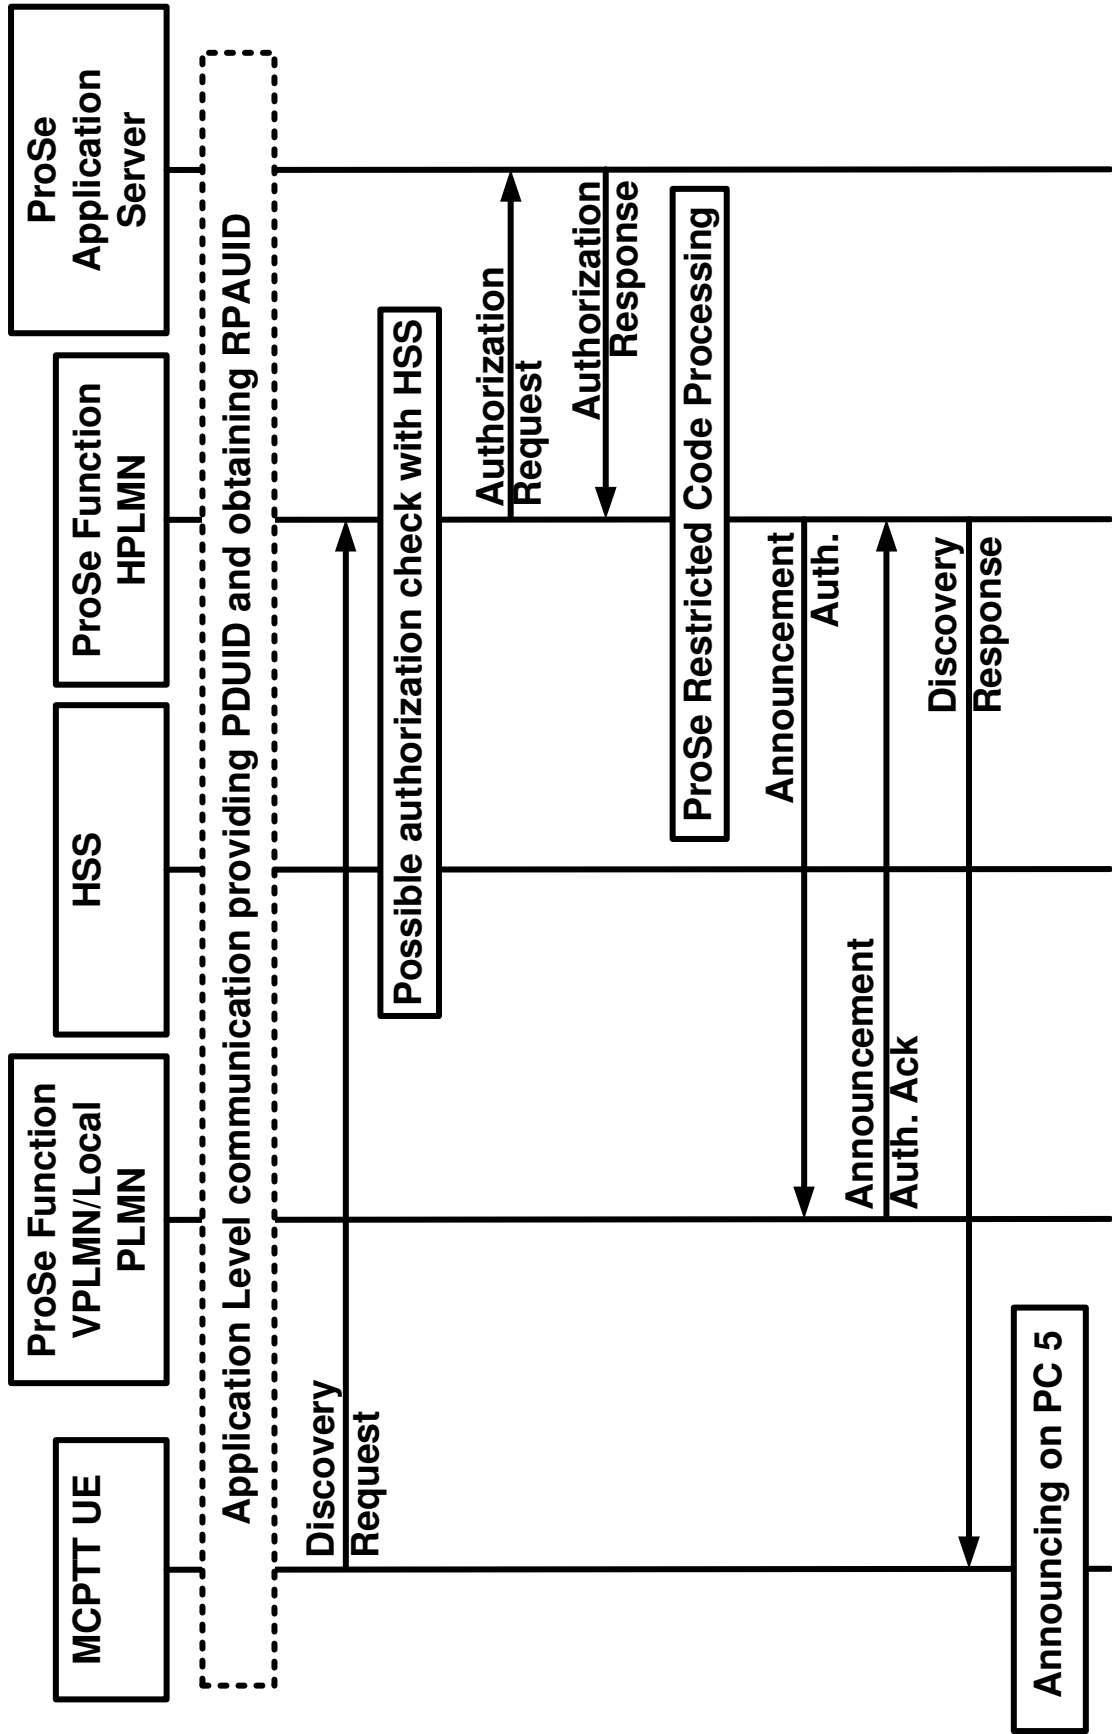 MCPTT UE
ProSe Function
VPLMN/Local
PLMN
HSS
ProSe Function
HPLMN
ProSe
Application
Server
Application Level communication providing PDUID and obtaining RPAUID
Discovery
Request
Possible authorization check with HSS
Authorization
Request
Authorization
Response
ProSe Restricted Code Processing
Announcement
Auth.
Announcement
Auth. Ack
Discovery
Response
Announcing on PC 5